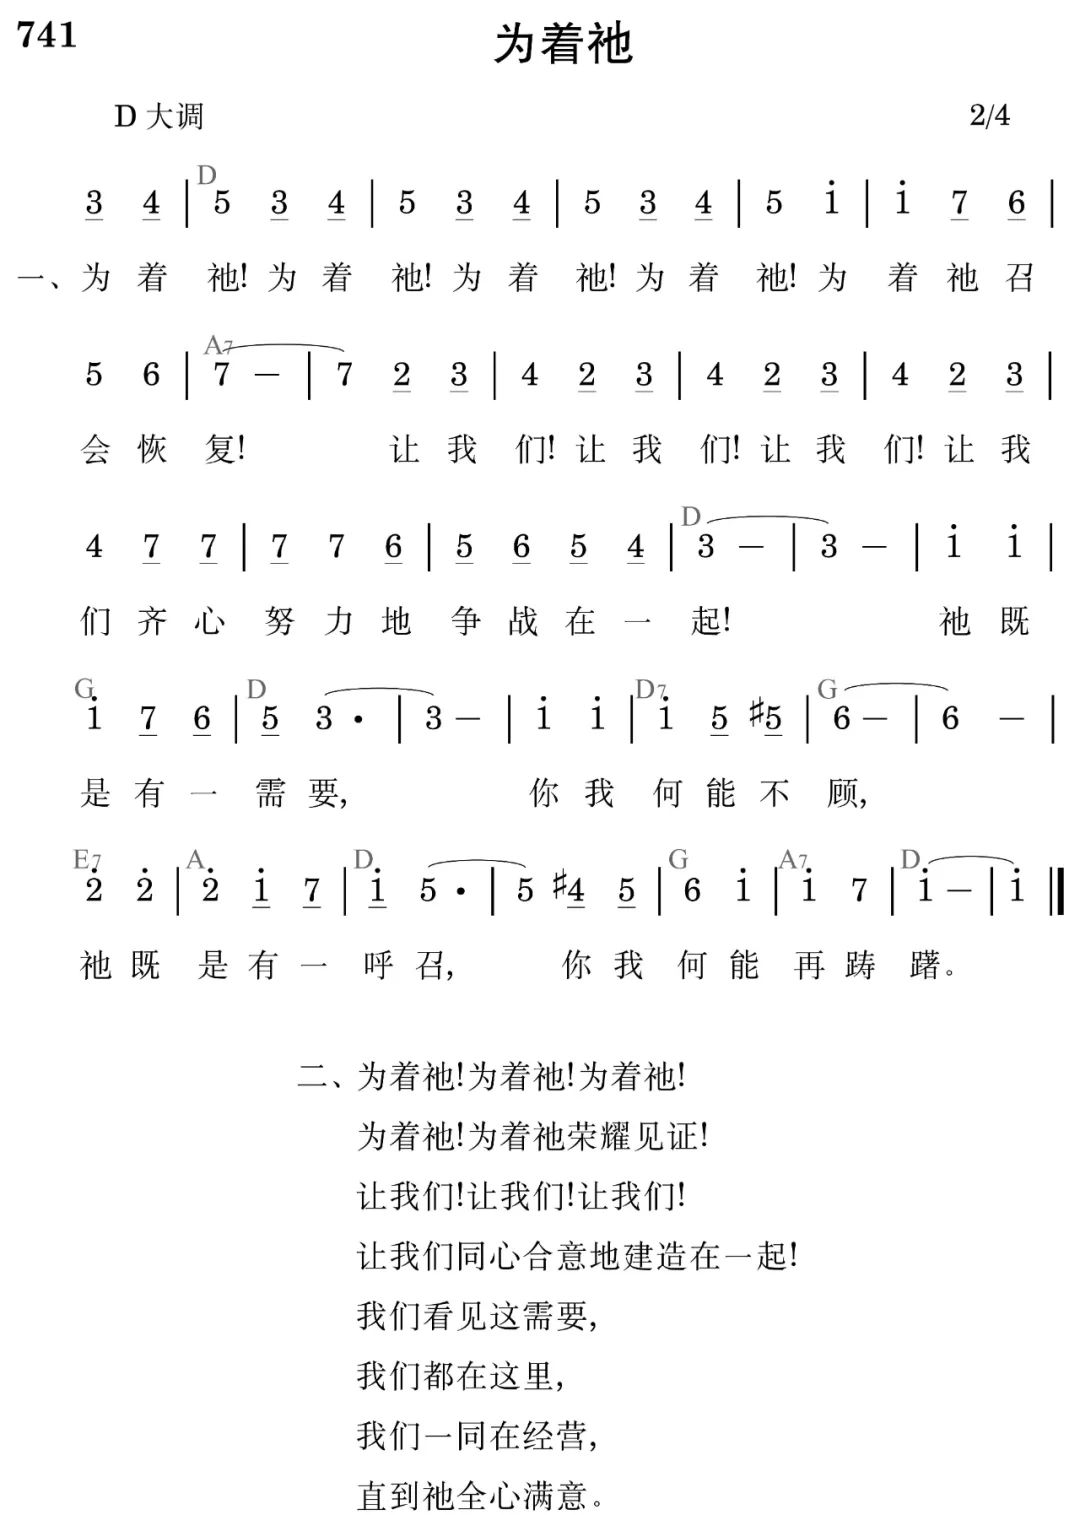 741
为着祂
D 大调 2/4
D
3 4 | 5 3 4 | 5 3 4 | 5 3 4 | 5 i | i 7 6 |
一、为 着 祂! 为 着 祂! 为 着 祂! 为 着 祂! 为 着 祂 召
A7
5 6 | 7 — | 7 2 3 | 4 2 3 | 4 2 3 | 4 2 3 |
会 恢 复! 让 我 们! 让 我 们! 让 我 们! 让 我
D
4 7 7 | 7 7 6 | 5 6 5 4 | 3 — | 3 — | i i |
们 齐 心 努 力 地 争 战 在 一 起! 祂 既
G D D7 G
i 7 6 | 5 3 · | 3 — | i i | i 5 ♯5 | 6 — | 6 — |
是 有 一 需 要, 你 我 何 能 不 顾,
E7 A D G A7 D
2̇ 2̇ | 2̇ i 7 | i 5 · | 5 ♯4 5 | 6 i | i 7 | i — | i ‖
祂 既 是 有 一 呼 召, 你 我 何 能 再 踌 躇。
二、为着祂!为着祂!为着祂!
为着祂!为着祂荣耀见证!
让我们!让我们!让我们!
让我们同心合意地建造在一起!
我们看见这需要,
我们都在这里,
我们一同在经营,
直到祂全心满意。